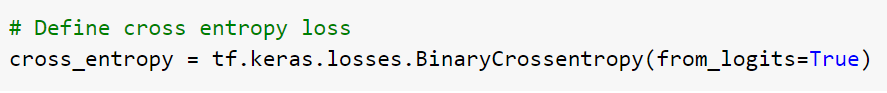 # Define cross entropy loss
cross_entropy = tf.keras.losses.BinaryCrossentropy(from_logits=True)